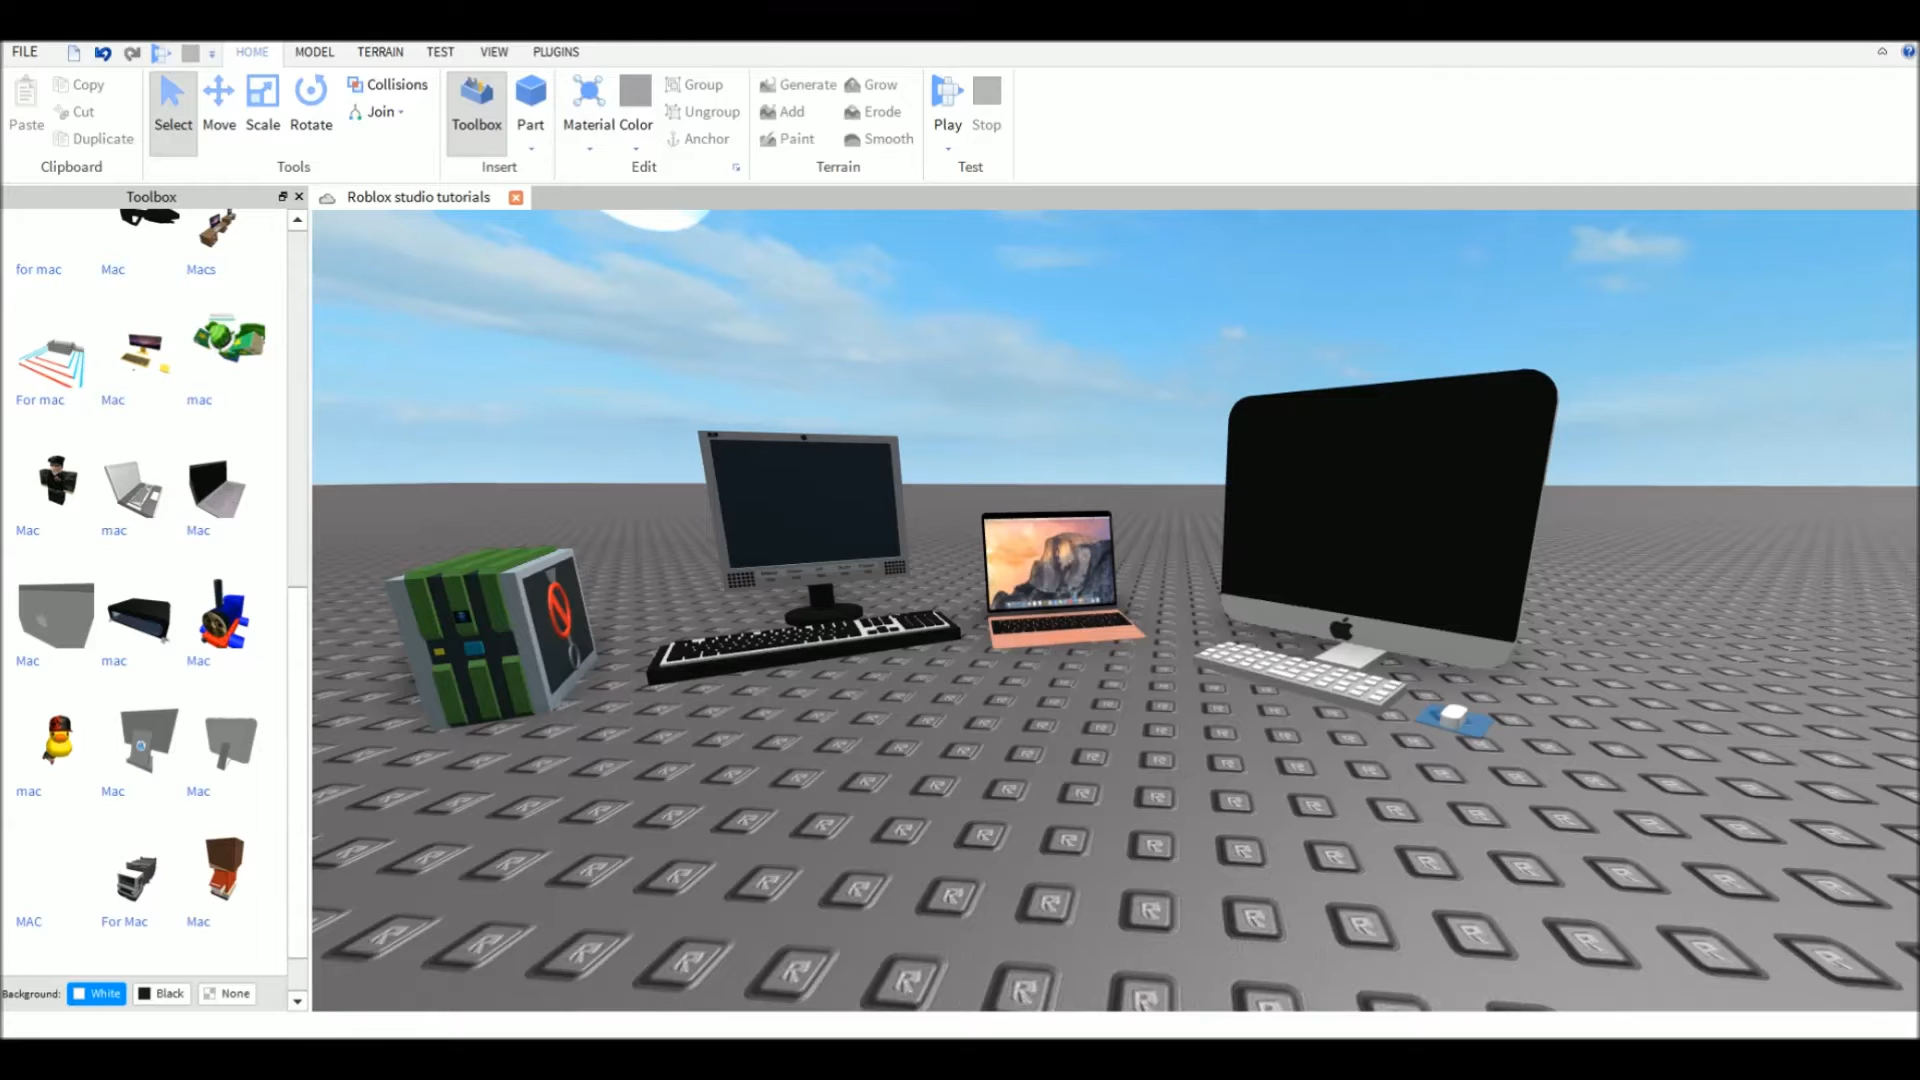 FILE HOME MODEL TERRAIN TEST VIEW PLUGINS
Copy Collisions Group Generate Grow
Cut Join Ungroup Add Erode
Paste Select Move Scale Rotate Toolbox Part Material Color Play Stop
Duplicate Anchor Paint Smooth
Clipboard Tools Insert Edit Terrain Test
Toolbox Roblox studio tutorials
for mac Mac Macs
For mac Mac mac
Mac mac Mac
Mac mac Mac
mac Mac Mac
MAC For Mac Mac
Background: White Black None